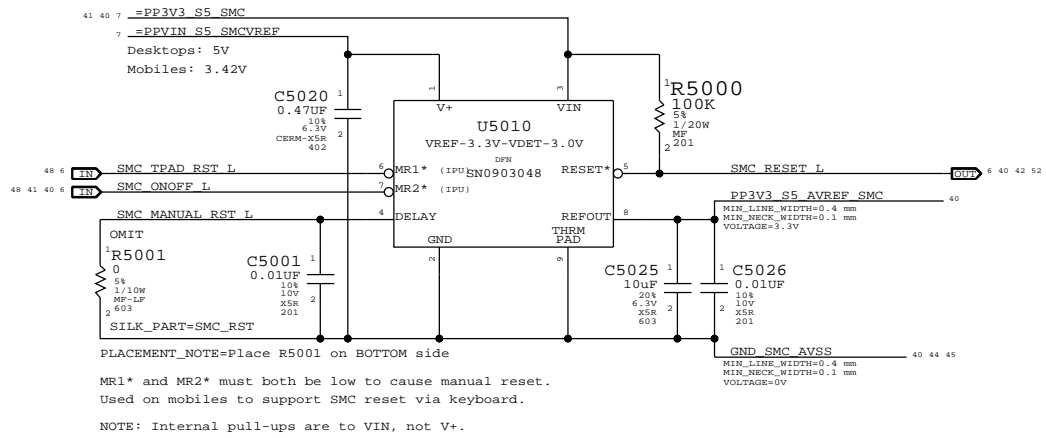 41 40 7 =PP3V3_S5_SMC
7 =PPVIN_S5_SMCVREF
Desktops: 5V
Mobiles: 3.42V
C5020
0.47UF
10%
6.3V
CERM-X5R
402
1
2
1
V+
3
VIN
U5010
VREF-3.3V-VDET-3.0V
DFN
SN0903048
1
R5000
100K
5%
1/20W
MF
201
2
48 6 IN SMC_TPAD_RST_L 6 MR1* (IPU)
RESET* 5 SMC_RESET_L OUT 6 40 42 52
48 41 40 6 IN SMC_ONOFF_L 7 MR2* (IPU)
PP3V3_S5_AVREF_SMC 40
MIN_LINE_WIDTH=0.4 mm
MIN_NECK_WIDTH=0.1 mm
VOLTAGE=3.3V
SMC_MANUAL_RST_L 4 DELAY
REFOUT 8
GND
2
THRM
PAD
9
OMIT
1
R5001
0
5%
1/10W
MF-LF
603
2
SILK_PART=SMC_RST
C5001
0.01UF
10%
10V
X5R
201
1
2
C5025
10uF
20%
6.3V
X5R
603
1
2
1
2
C5026
0.01UF
10%
10V
X5R
201
GND_SMC_AVSS 40 44 45
MIN_LINE_WIDTH=0.4 mm
MIN_NECK_WIDTH=0.1 mm
VOLTAGE=0V
PLACEMENT_NOTE=Place R5001 on BOTTOM side
MR1* and MR2* must both be low to cause manual reset.
Used on mobiles to support SMC reset via keyboard.
NOTE: Internal pull-ups are to VIN, not V+.